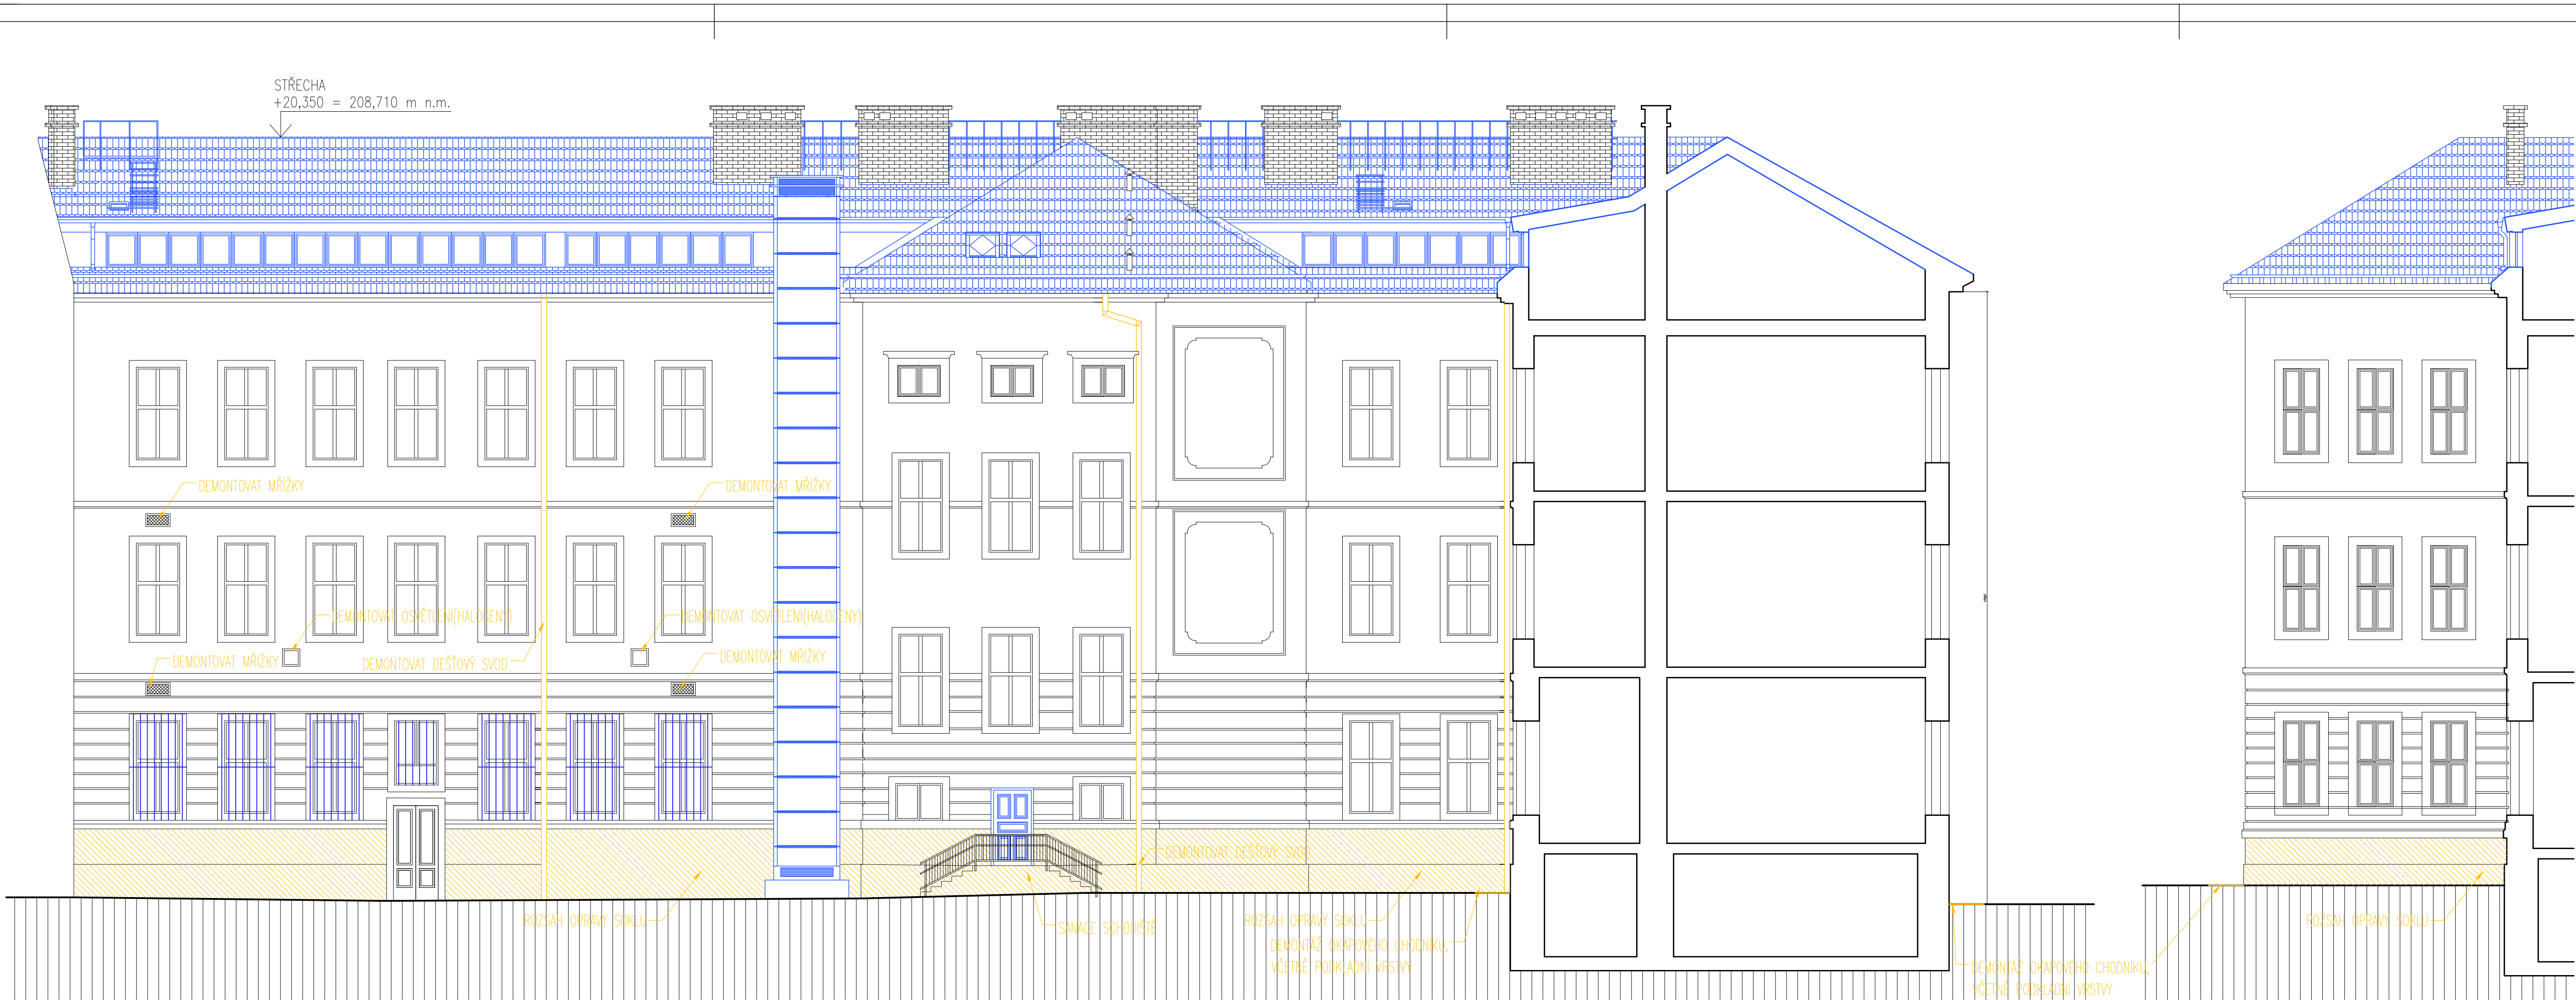 STŘECHA
+20,350 = 208,710 m n.m.
DEMONTOVAT MŘÍŽKY
DEMONTOVAT MŘÍŽKY
DEMONTOVAT OSVĚTLENÍ(HALOGENY)
DEMONTOVAT OSVĚTLENÍ(HALOGENY)
DEMONTOVAT MŘÍŽKY
DEMONTOVAT DEŠŤOVÝ SVOD
DEMONTOVAT MŘÍŽKY
DEMONTOVAT DEŠŤOVÝ SVOD
ROZSAH OPRAVY SOKLU
SANACE SCHODIŠTĚ
ROZSAH OPRAVY SOKLU
DEMONTÁŽ OKAPOVÉHO CHODNÍKU,
VČETNĚ PODKLADNÍ VRSTVY
ROZSAH OPRAVY SOKLU
DEMONTÁŽ OKAPOVÉHO CHODNÍKU,
VČETNĚ PODKLADNÍ VRSTVY